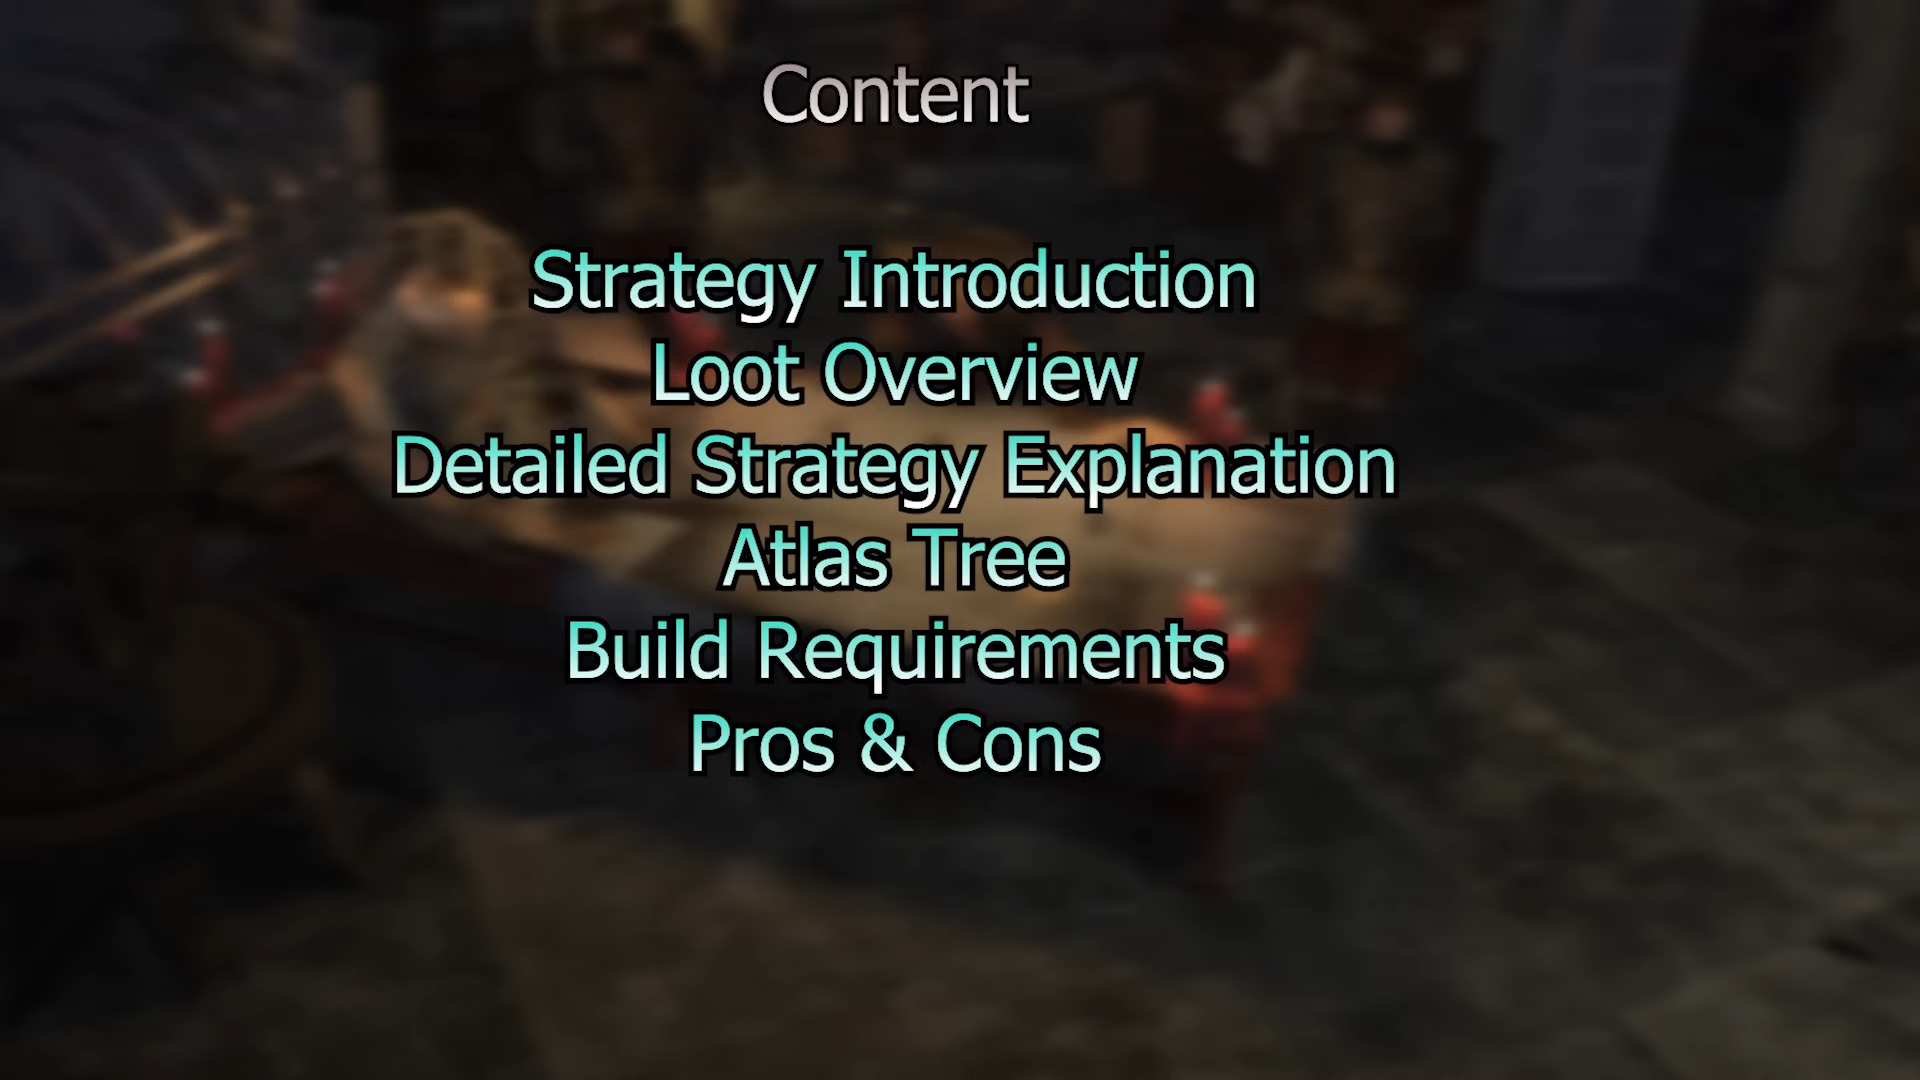 Content
Strategy Introduction
Loot Overview
Detailed Strategy Explanation
Atlas Tree
Build Requirements
Pros & Cons